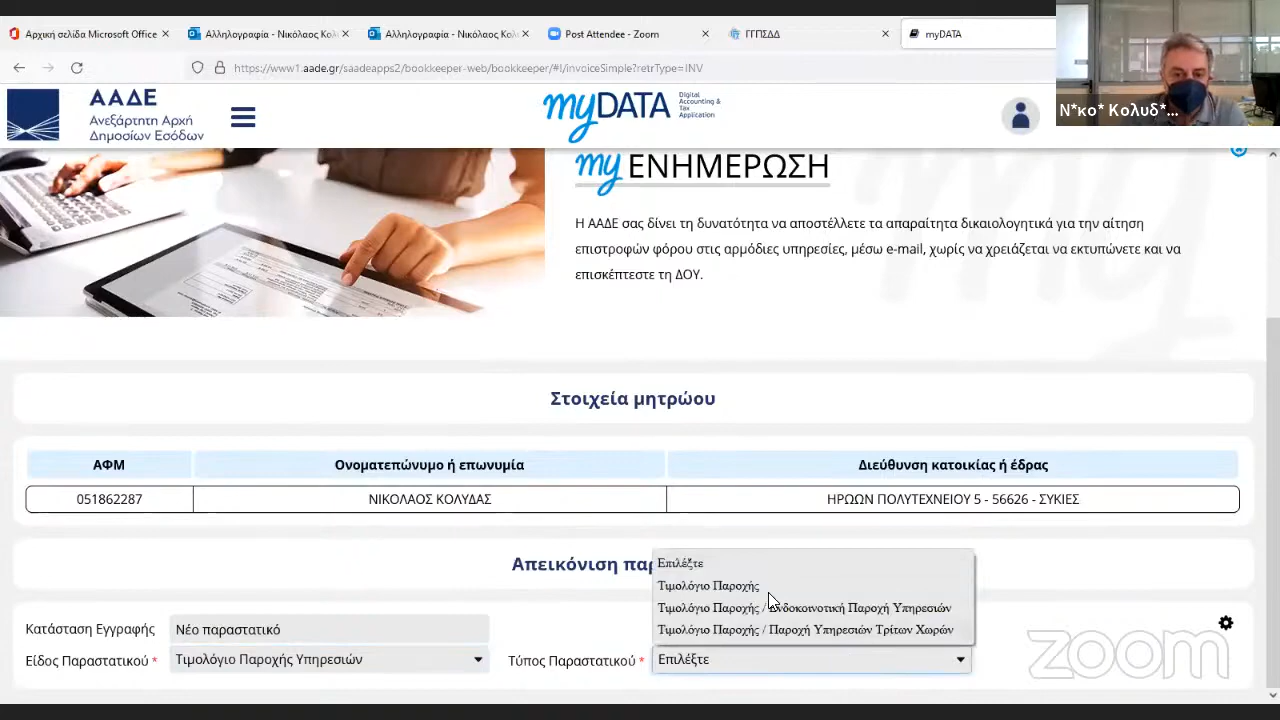 Αρχική σελίδα Microsoft Office
Αλληλογραφία - Νικόλαος Κολ
Αλληλογραφία - Νικόλαος Κολ
Post Attendee - Zoom
ΓΓΠΣΔΔ
myDATA
https://www1.aade.gr/saadeapps2/bookkeeper-web/bookkeeper/#!/invoiceSimple?retrType=INV
Ν*κο* Κολυδ*...
ΑΑΔΕ
Ανεξάρτητη Αρχή
Δημοσίων Εσόδων
myDATA
Digital
Accounting &
Tax
Application
my ΕΝΗΜΕΡΩΣΗ
Η ΑΑΔΕ σας δίνει τη δυνατότητα να αποστέλλετε τα απαραίτητα δικαιολογητικά για την αίτηση
επιστροφών φόρου στις αρμόδιες υπηρεσίες, μέσω e-mail, χωρίς να χρειάζεται να εκτυπώνετε και να
επισκέπτεστε τη ΔΟΥ.
Στοιχεία μητρώου
ΑΦΜ
Ονοματεπώνυμο ή επωνυμία
Διεύθυνση κατοικίας ή έδρας
051862287
ΝΙΚΟΛΑΟΣ ΚΟΛΥΔΑΣ
ΗΡΩΩΝ ΠΟΛΥΤΕΧΝΕΙΟΥ 5 - 56626 - ΣΥΚΙΕΣ
Απεικόνιση παρ
Επιλέξτε
Τιμολόγιο Παροχής
Τιμολόγιο Παροχής / Ενδοκοινοτική Παροχή Υπηρεσιών
Τιμολόγιο Παροχής / Παροχή Υπηρεσιών Τρίτων Χωρών
Κατάσταση Εγγραφής
Νέο παραστατικό
Είδος Παραστατικού *
Τιμολόγιο Παροχής Υπηρεσιών
Τύπος Παραστατικού *
Επιλέξτε
zoom